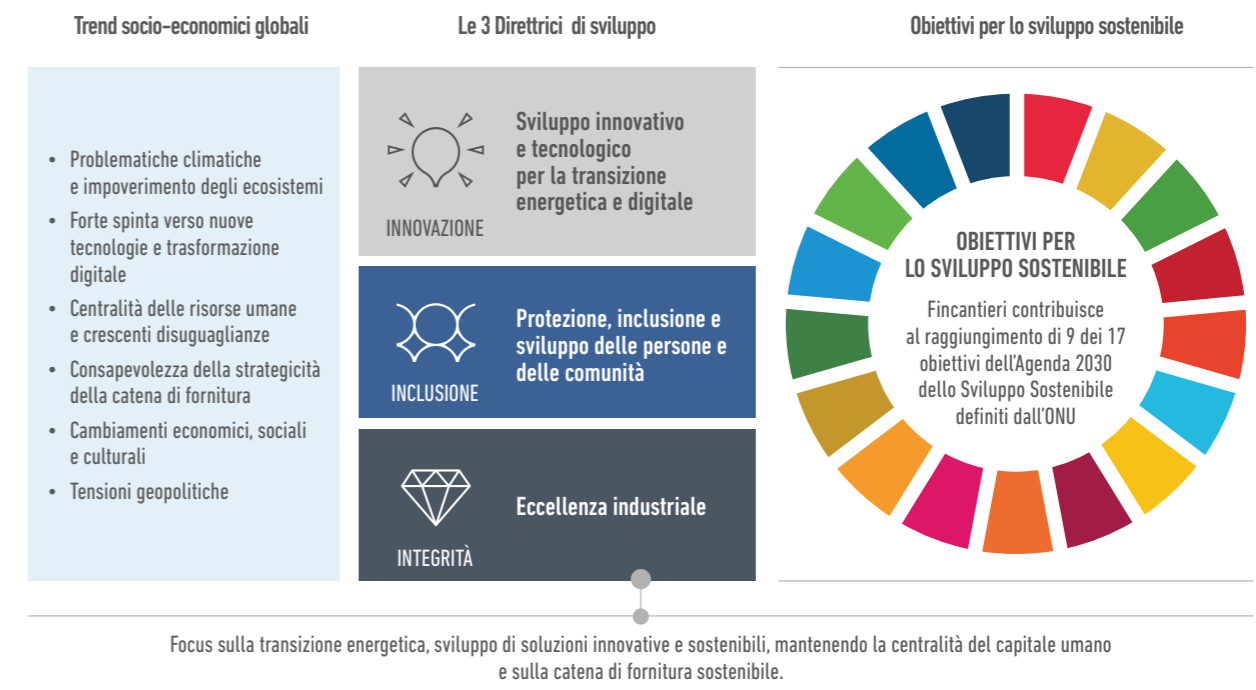 Trend socio-economici globali
Le 3 Direttrici di sviluppo
Obiettivi per lo sviluppo sostenibile
• Problematiche climatiche
e impoverimento degli ecosistemi
• Forte spinta verso nuove
tecnologie e trasformazione
digitale
• Centralità delle risorse umane
e crescenti disuguaglianze
• Consapevolezza della strategicità
della catena di fornitura
• Cambiamenti economici, sociali
e culturali
• Tensioni geopolitiche
INNOVAZIONE
Sviluppo innovativo
e tecnologico
per la transizione
energetica e digitale
INCLUSIONE
Protezione, inclusione e
sviluppo delle persone e
delle comunità
INTEGRITÀ
Eccellenza industriale
OBIETTIVI PER
LO SVILUPPO SOSTENIBILE
Fincantieri contribuisce
al raggiungimento di 9 dei 17
obiettivi dell'Agenda 2030
dello Sviluppo Sostenibile
definiti dall'ONU
Focus sulla transizione energetica, sviluppo di soluzioni innovative e sostenibili, mantenendo la centralità del capitale umano
e sulla catena di fornitura sostenibile.